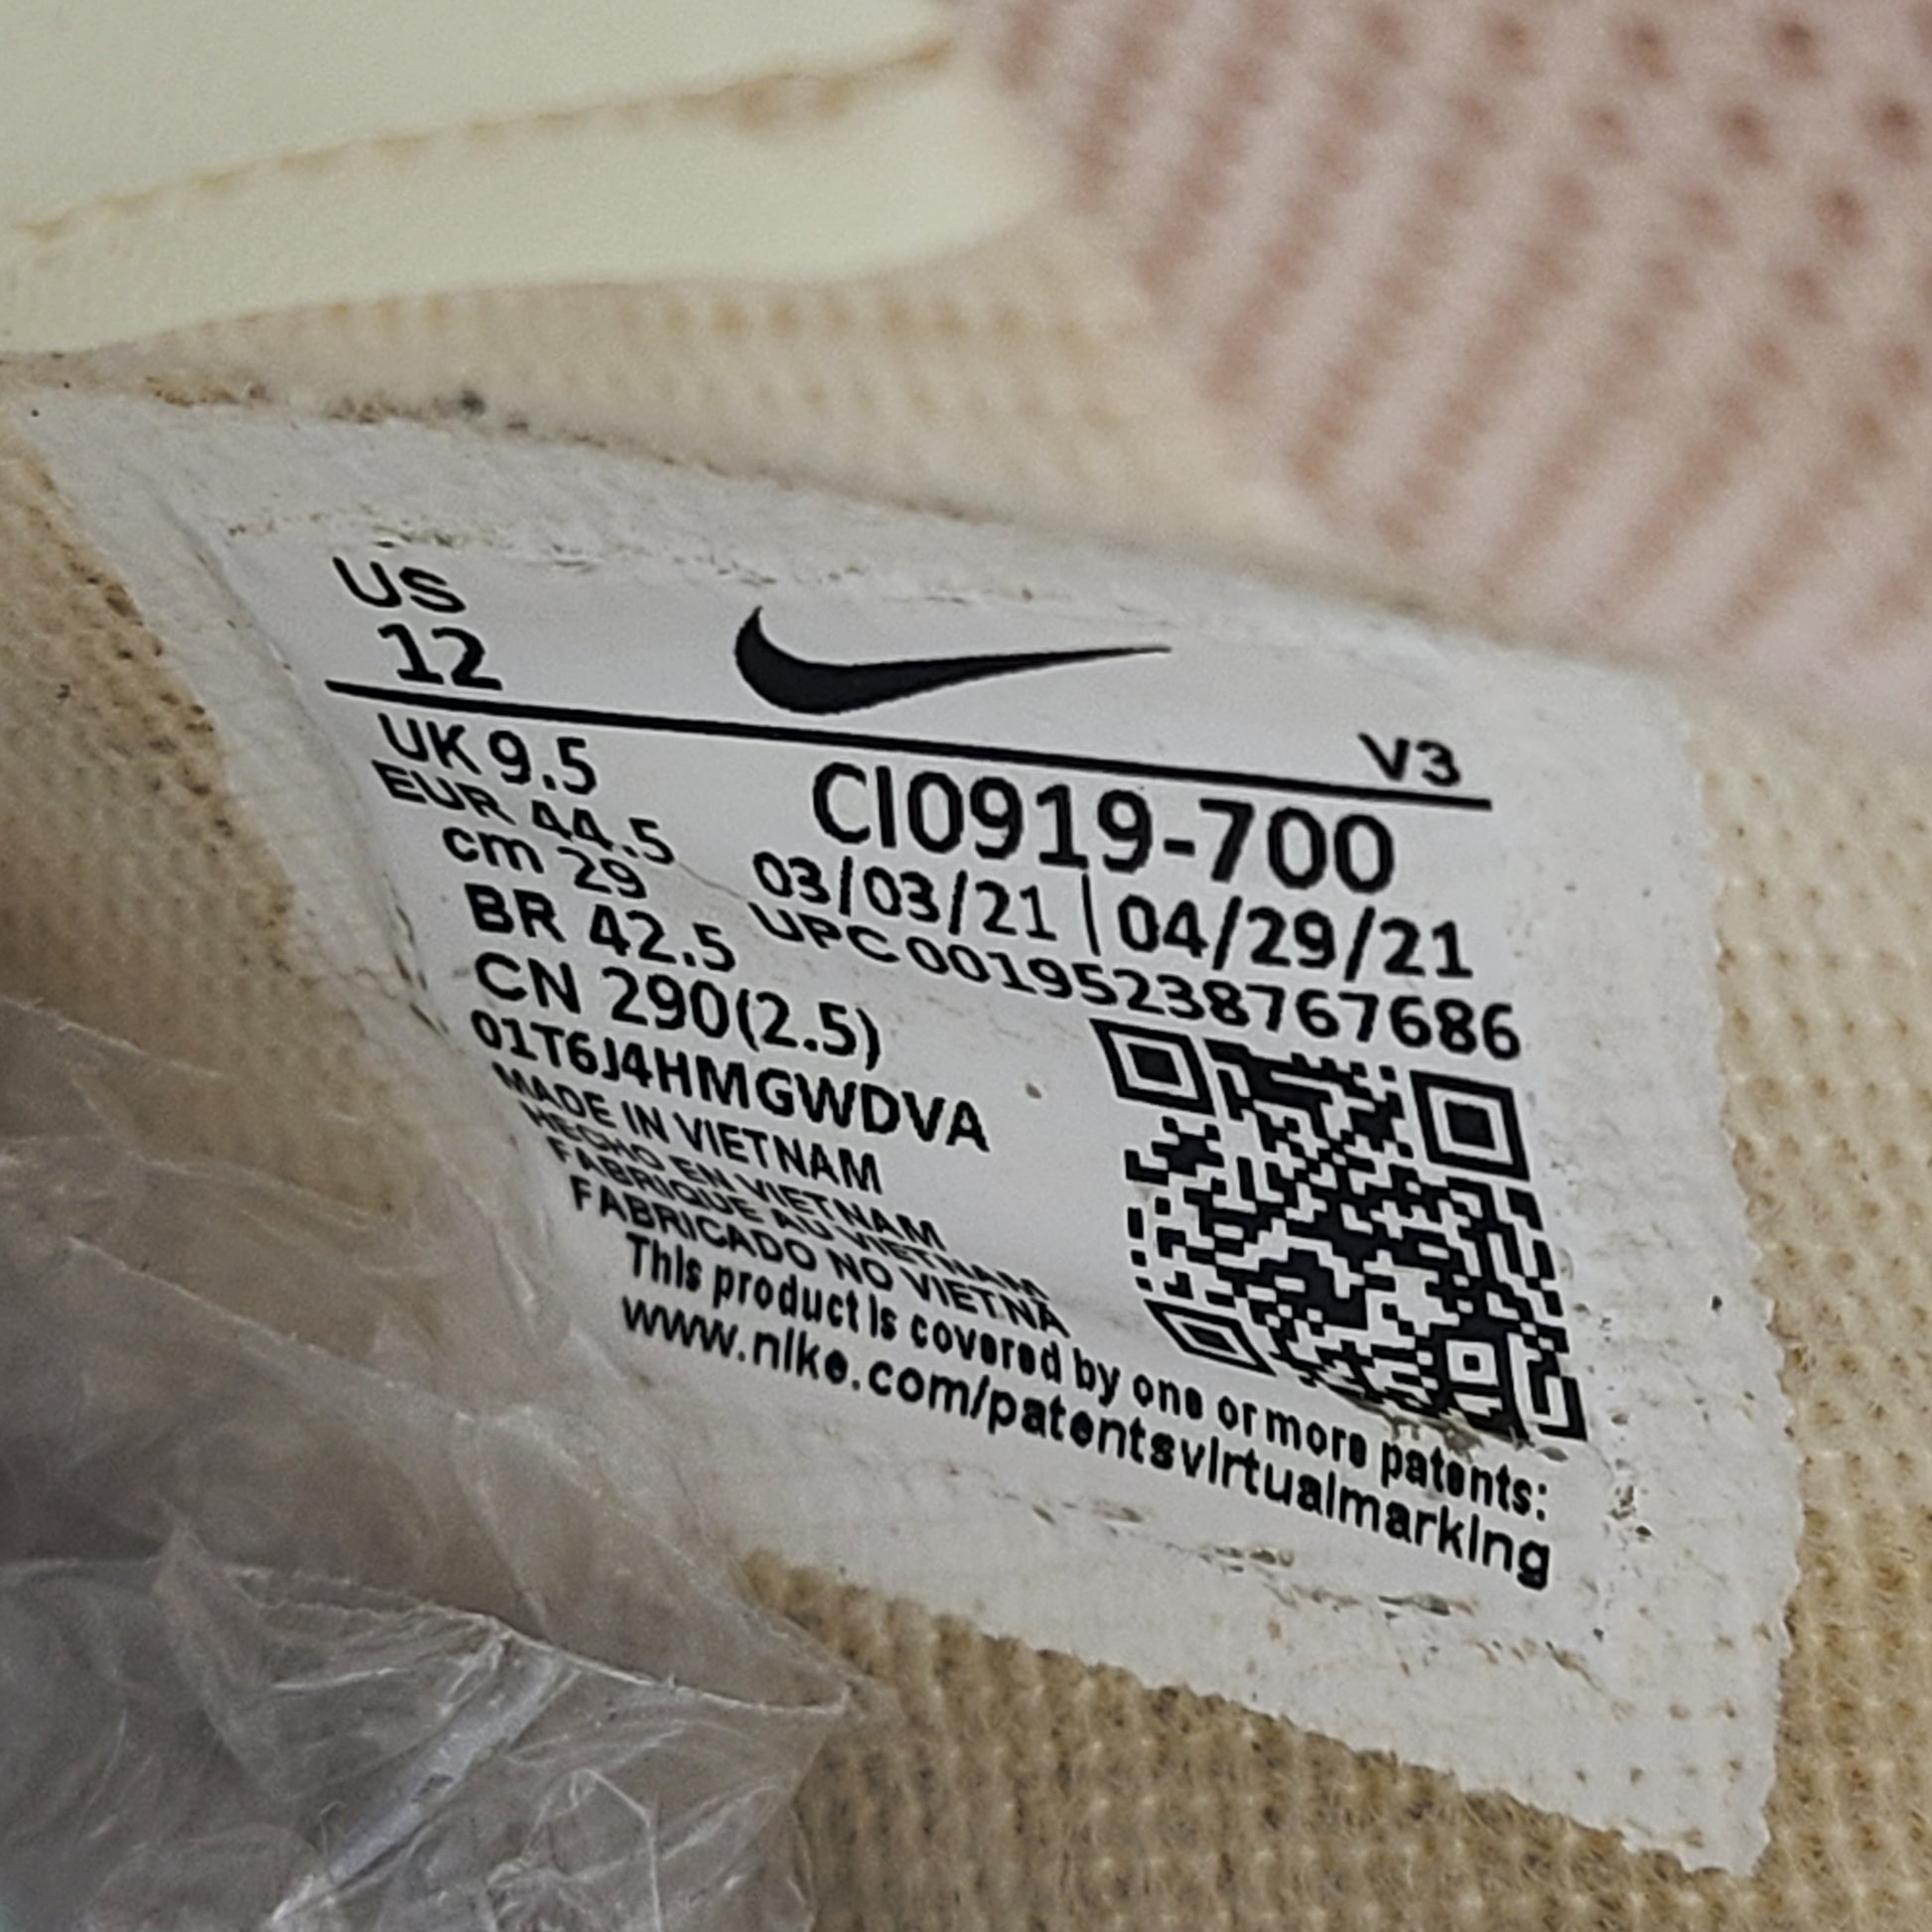 US
12
V3
UK 9.5
EUR 44.5
cm 29
BR 42.5
CN 290(2.5)
CI0919-700
03/03/21 | 04/29/21
UPC 00195238767686
01T6J4HMGWDVA
MADE IN VIETNAM
HECHO EN VIETNAM
FABRIQUE AU VIETNAM
FABRICADO NO VIETNA
This product is covered by one or more patents:
www.nike.com/patentsvirtualmarking